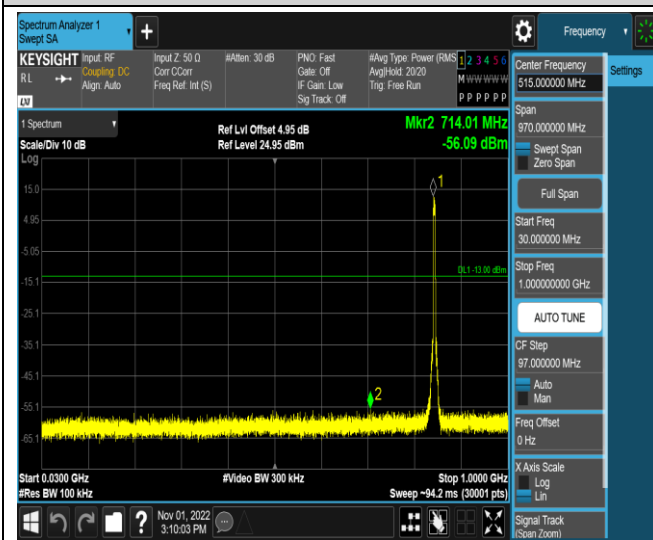 Spectrum Analyzer 1
Swept SA
Frequency
KEYSIGHT
RL
LXI
Input: RF
Coupling: DC
Align: Auto
Input Z: 50 Ω
Corr CCorr
Freq Ref: Int (S)
#Atten: 30 dB
PNO: Fast
Gate: Off
IF Gain: Low
Sig Track: Off
#Avg Type: Power (RMS
Avg|Hold: 20/20
Trig: Free Run
1 2 3 4 5 6
M W W W W W
P P P P P P
1 Spectrum
Scale/Div 10 dB
Log
Ref Lvl Offset 4.95 dB
Ref Level 24.95 dBm
Mkr2 714.01 MHz
-56.09 dBm
15.0
4.95
-5.05
-15.1
-25.1
-35.1
-45.1
-55.1
-65.1
1
DL1 -13.00 dBm
2
Start 0.0300 GHz
#Res BW 100 kHz
#Video BW 300 kHz
Stop 1.0000 GHz
Sweep ~94.2 ms (30001 pts)
?
Nov 01, 2022
3:10:03 PM
Center Frequency
515.000000 MHz
Settings
Span
970.000000 MHz
Swept Span
Zero Span
Full Span
Start Freq
30.000000 MHz
Stop Freq
1.000000000 GHz
AUTO TUNE
CF Step
97.000000 MHz
Auto
Man
Freq Offset
0 Hz
X Axis Scale
Log
Lin
Signal Track
(Span Zoom)